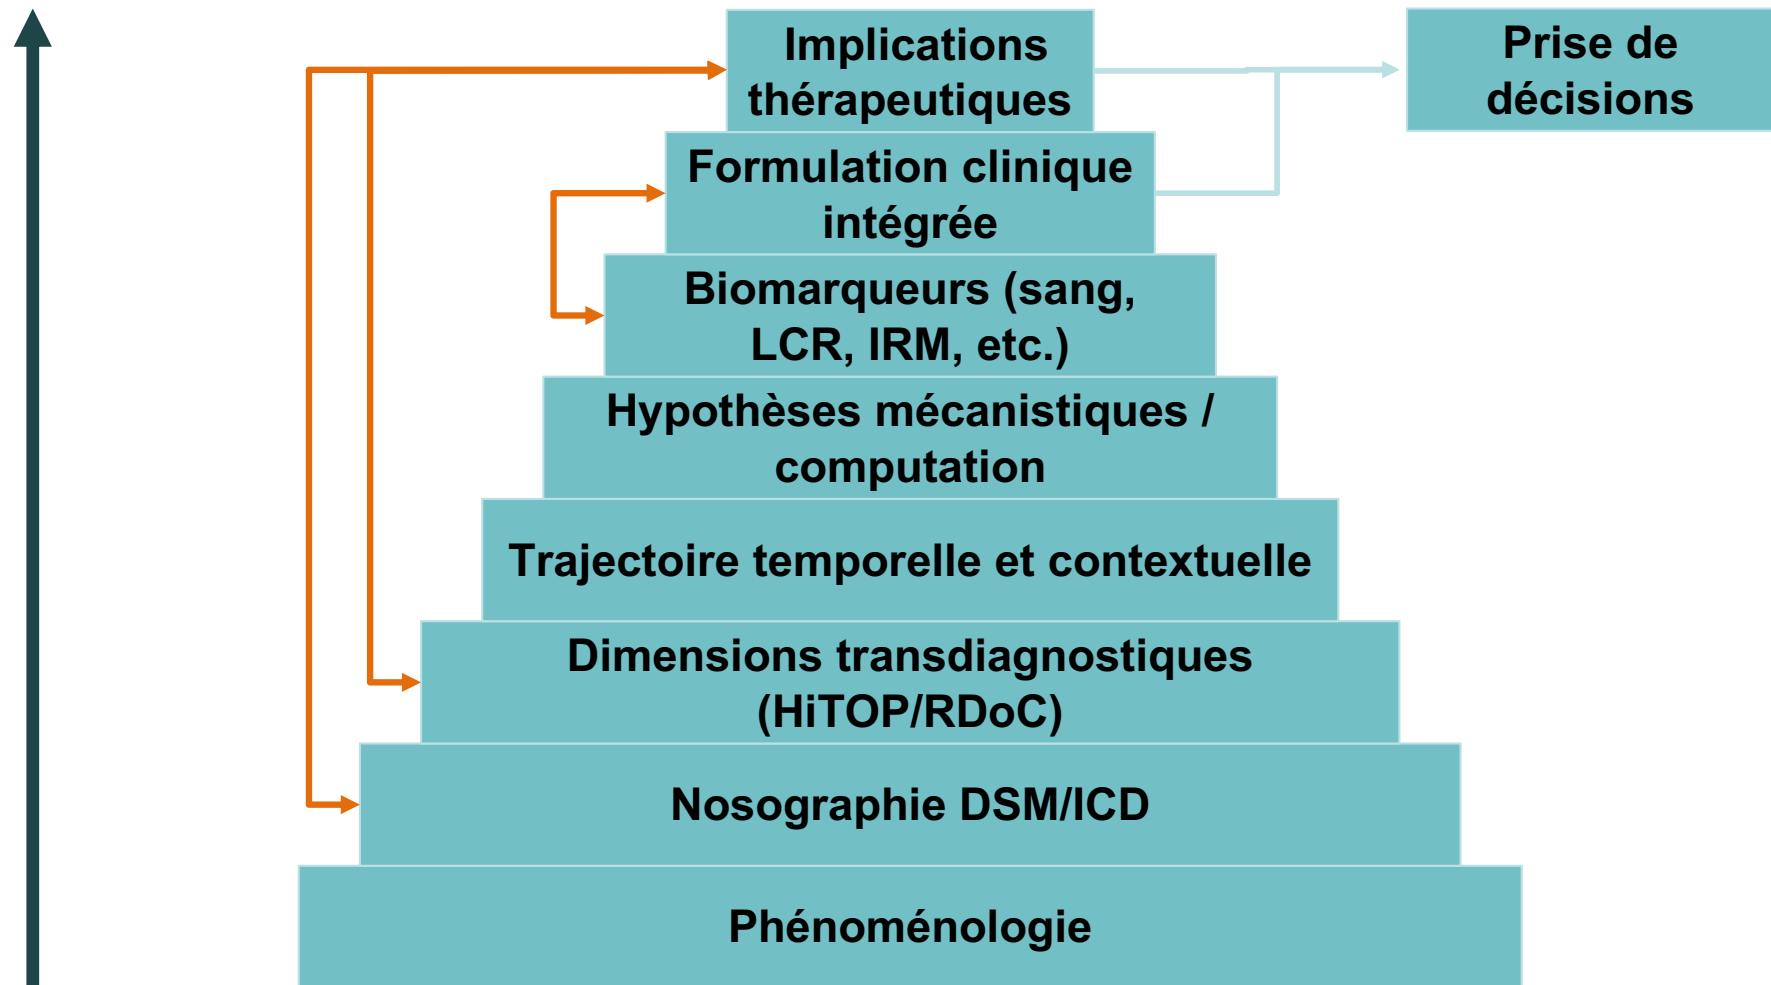 Implications
thérapeutiques
Prise de
décisions
Formulation clinique
intégrée
Biomarqueurs (sang,
LCR, IRM, etc.)
Hypothèses mécanistiques /
computation
Trajectoire temporelle et contextuelle
Dimensions transdiagnostiques
(HiTOP/RDoC)
Nosographie DSM/ICD
Phénoménologie